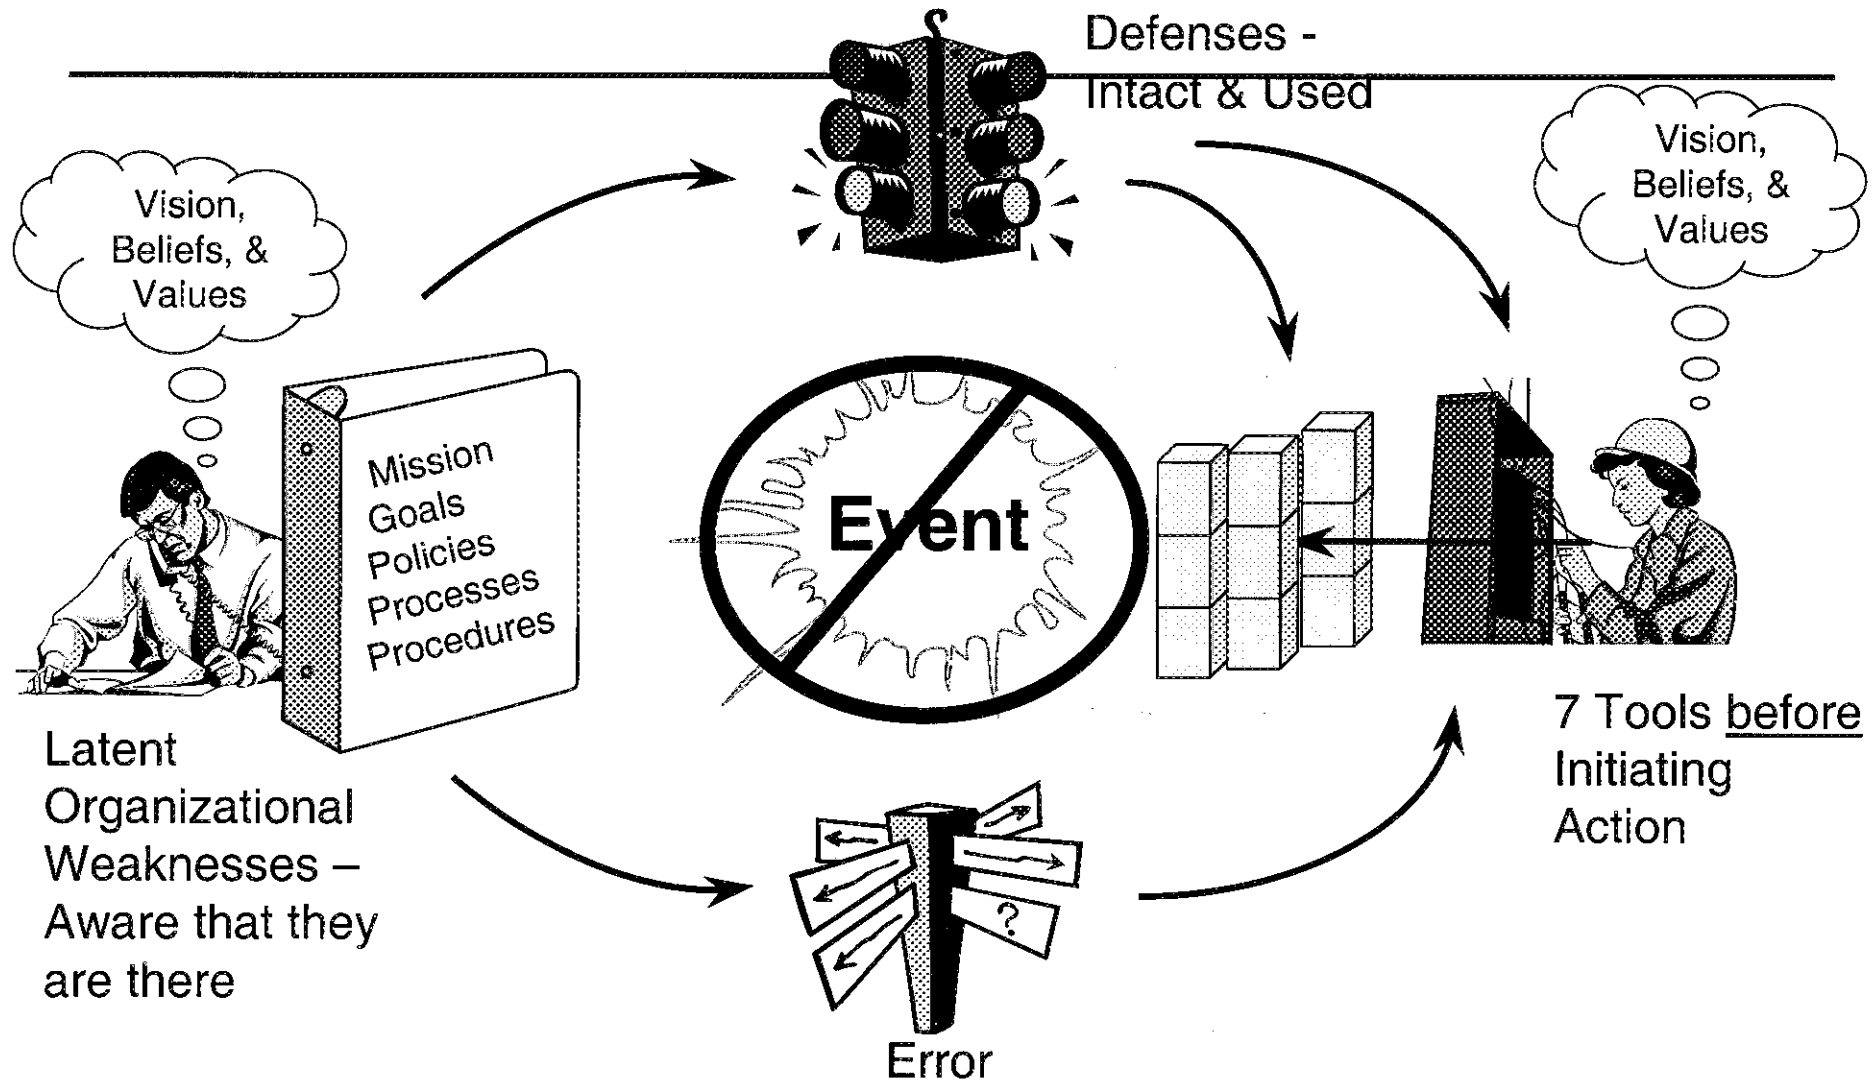 Defenses -
Intact & Used
Vision,
Beliefs, &
Values
Vision,
Beliefs, &
Values
Mission
Goals
Policies
Processes
Procedures
Event
Latent
Organizational
Weaknesses –
Aware that they
are there
7 Tools before
Initiating
Action
?
Error